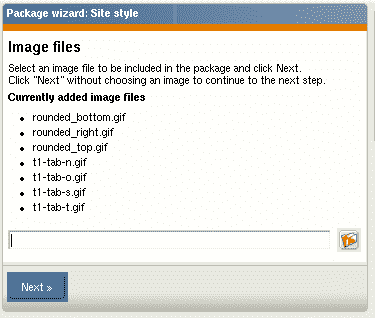 Package wizard: Site style
Image files
Select an image file to be included in the package and click Next.
Click "Next" without choosing an image to continue to the next step.
Currently added image files
rounded_bottom.gif
rounded_right.gif
rounded_top.gif
t1-tab-n.gif
t1-tab-o.gif
t1-tab-s.gif
t1-tab-t.gif
Next »